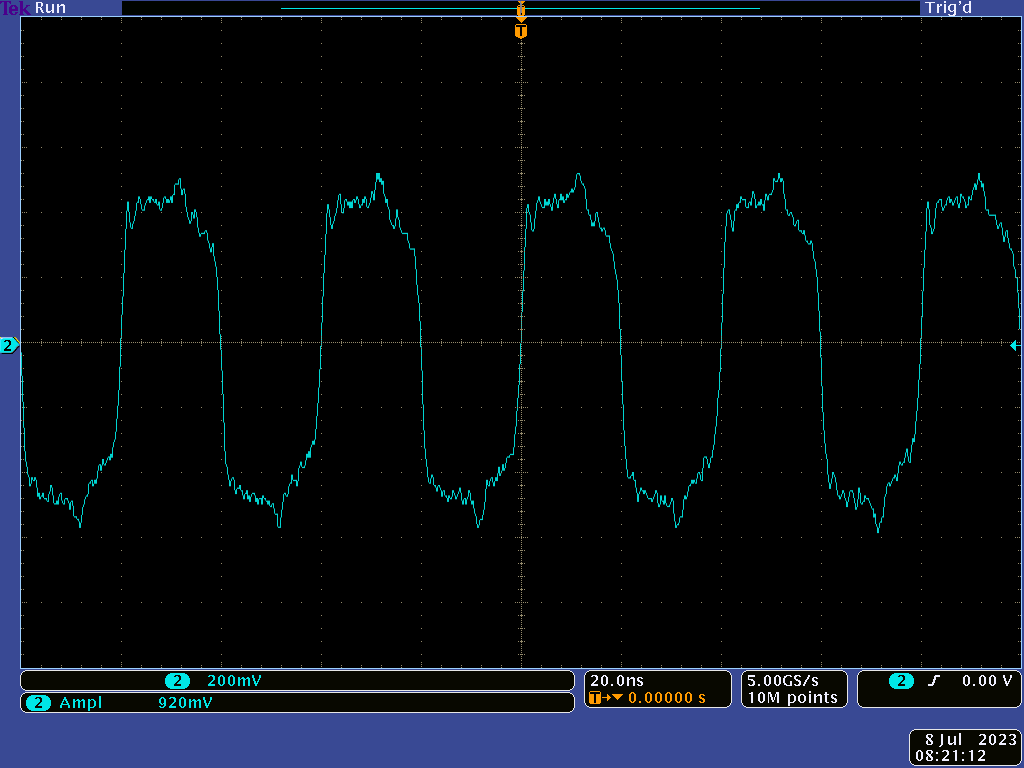 Tek Run Trig'd
T
2
2 200mV
2 Ampl 920mV
20.0ns
T→▼ 0.00000 s
5.00GS/s
10M points
2 0.00 V
8 Jul 2023
08:21:12